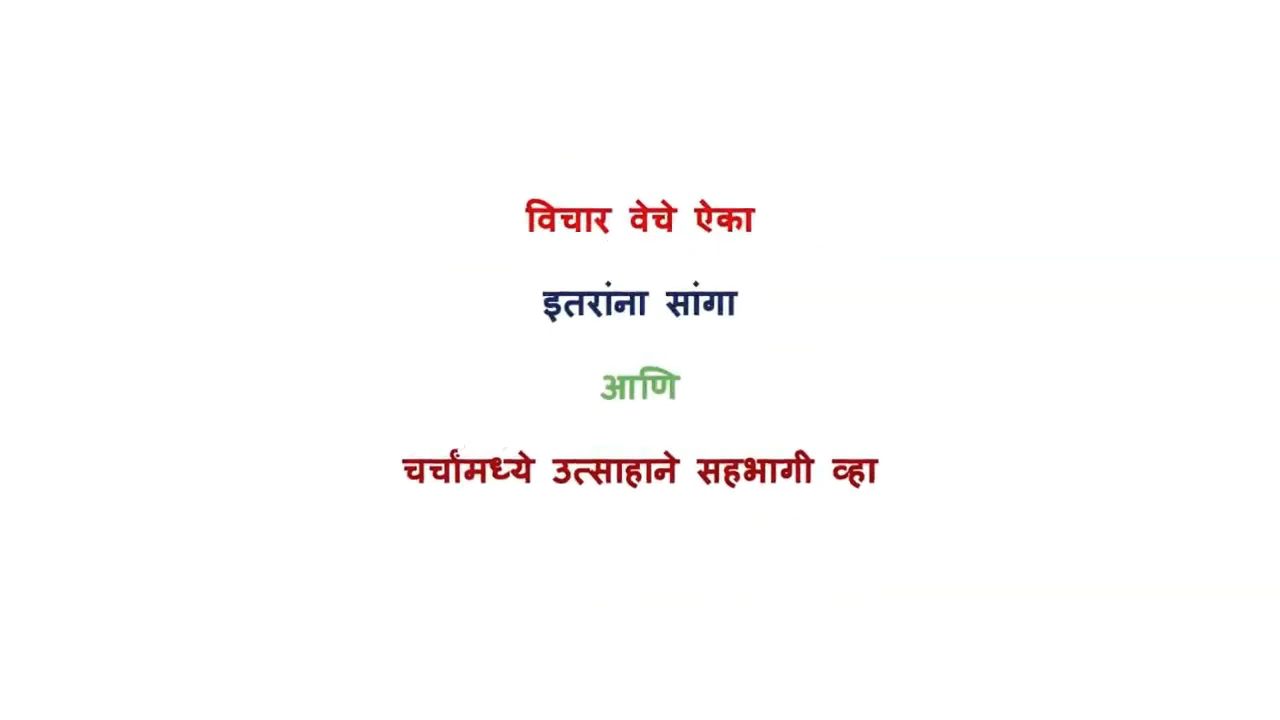 विचार वेचे ऐका
इतरांना सांगा
आणि
चर्चांमध्ये उत्साहाने सहभागी व्हा